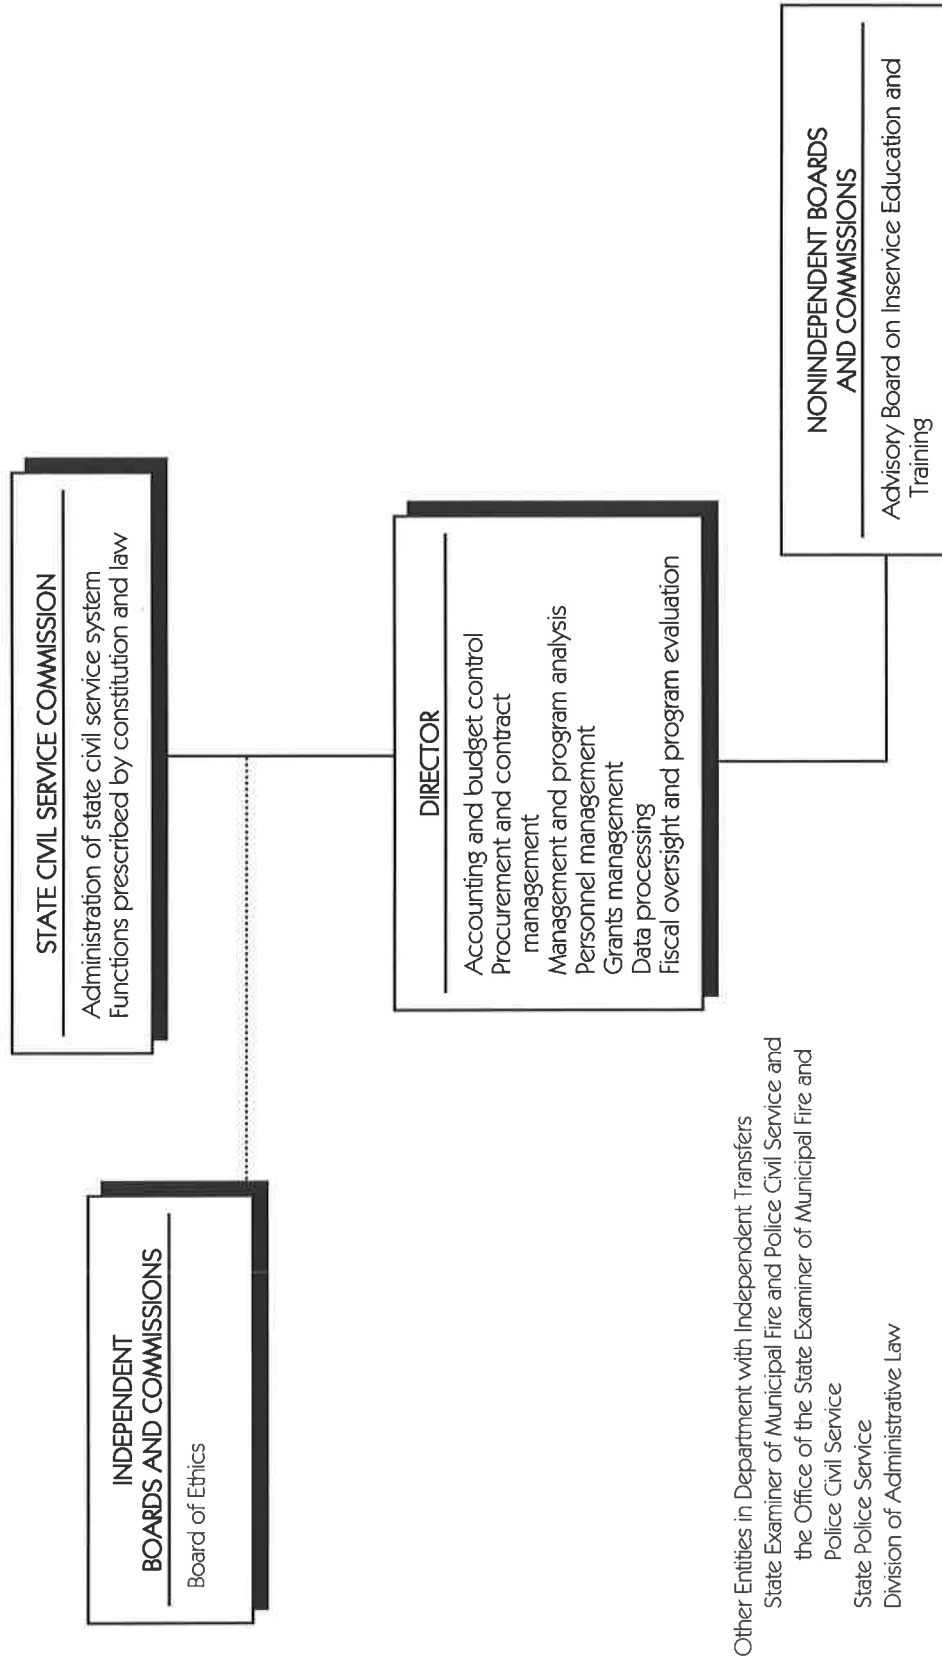 STATE CIVIL SERVICE COMMISSION
Administration of state civil service system
Functions prescribed by constitution and law
INDEPENDENT
BOARDS AND COMMISSIONS
Board of Ethics
DIRECTOR
Accounting and budget control
Procurement and contract
management
Management and program analysis
Personnel management
Grants management
Data processing
Fiscal oversight and program evaluation
NONINDEPENDENT BOARDS
AND COMMISSIONS
Advisory Board on Inservice Education and
Training
Other Entities in Department with Independent Transfers
State Examiner of Municipal Fire and Police Civil Service and
the Office of the State Examiner of Municipal Fire and
Police Civil Service
State Police Service
Division of Administrative Law